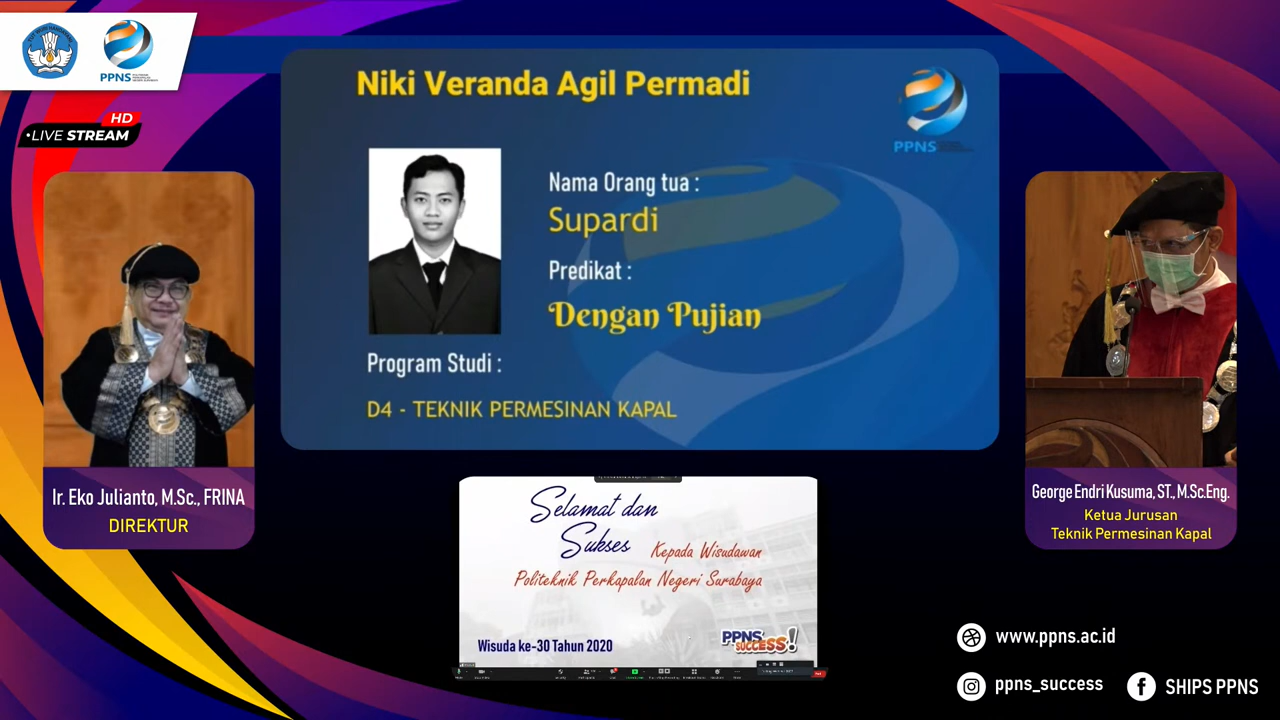 PPNS
HD
LIVE STREAM
Niki Veranda Agil Permadi
PPNS
Nama Orang tua :
Supardi
Predikat :
Dengan Pujian
Program Studi :
D4 - TEKNIK PERMESINAN KAPAL
Ir. Eko Julianto, M.Sc., FRINA
DIREKTUR
George Endri Kusuma, ST., M.Sc.Eng.
Ketua Jurusan
Teknik Permesinan Kapal
Selamat dan
Sukses Kepada Wisudawan
Politeknik Perkapalan Negeri Surabaya
Wisuda ke-30 Tahun 2020
PPNS
SUCCESS!
www.ppns.ac.id
ppns_success
SHIPS PPNS